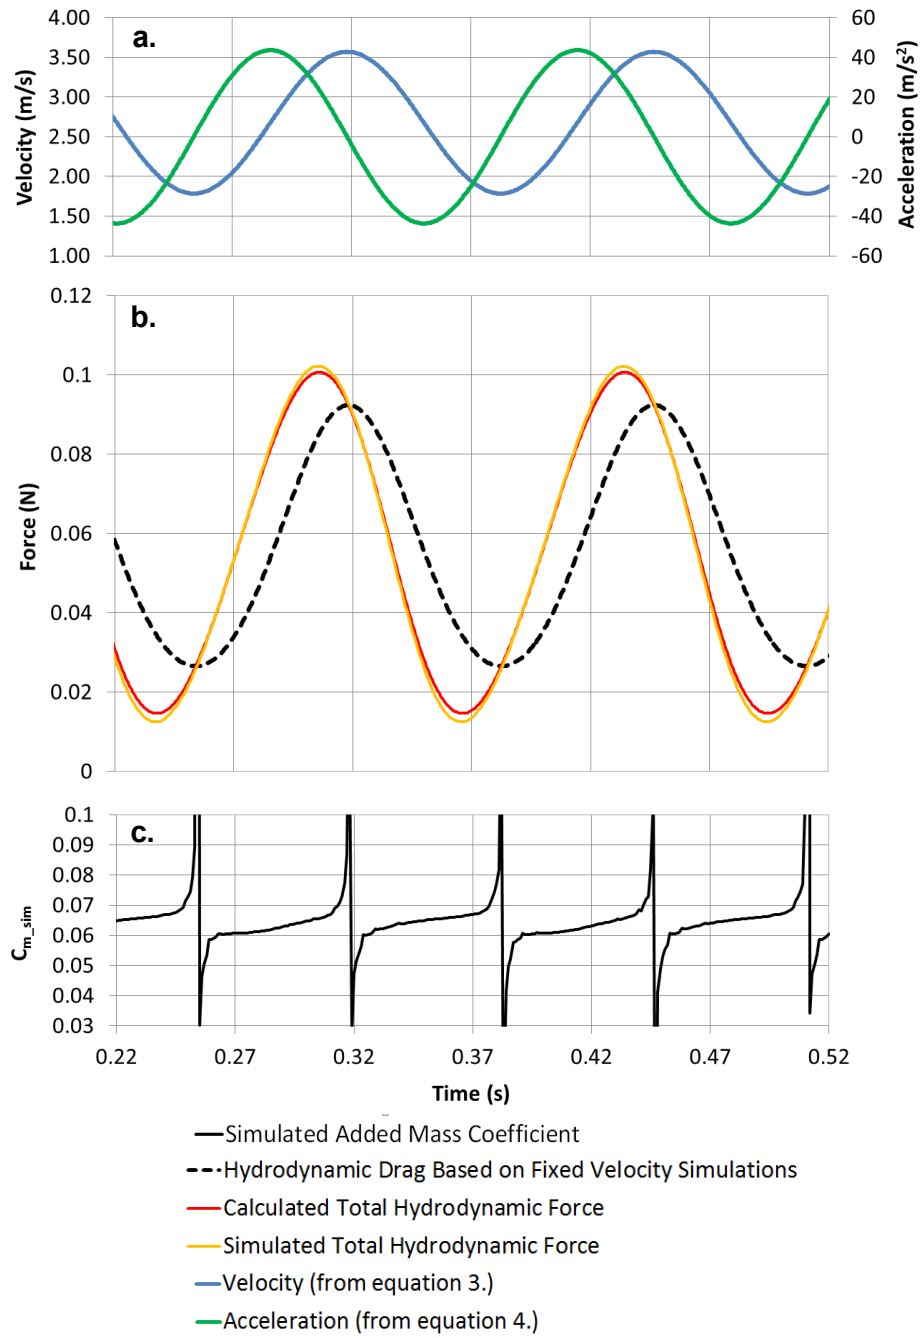 a.
Velocity (m/s)
4.00
3.50
3.00
2.50
2.00
1.50
1.00
60
40
20
0
-20
-40
-60
Acceleration (m/s²)
b.
Force (N)
0.12
0.1
0.08
0.06
0.04
0.02
0
c.
Cm_sim
0.1
0.09
0.08
0.07
0.06
0.05
0.04
0.03
0.22 0.27 0.32 0.37 0.42 0.47 0.52
Time (s)
Simulated Added Mass Coefficient
Hydrodynamic Drag Based on Fixed Velocity Simulations
Calculated Total Hydrodynamic Force
Simulated Total Hydrodynamic Force
Velocity (from equation 3.)
Acceleration (from equation 4.)